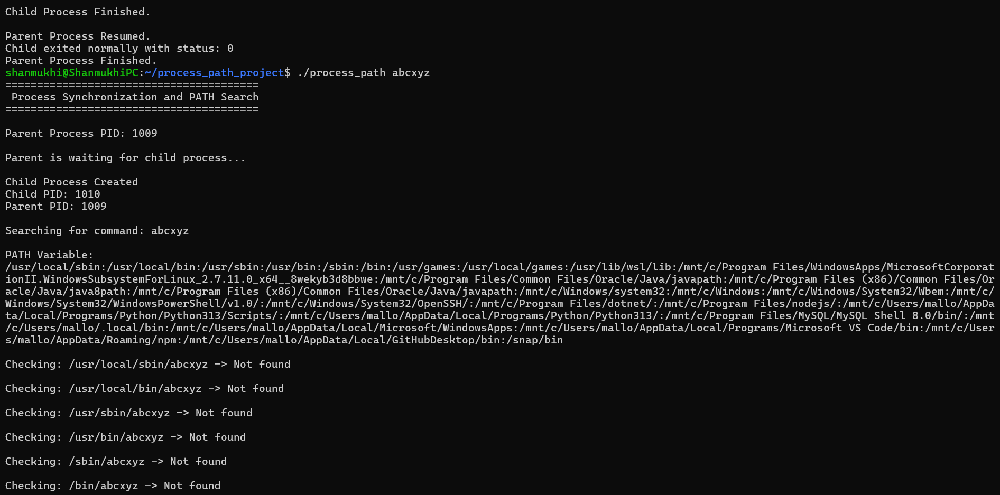 Child Process Finished.
Parent Process Resumed.
Child exited normally with status: 0
Parent Process Finished.
shanmukhi@ShanmukhiPC:~/process_path_project$ ./process_path abcxyz
========================================
 Process Synchronization and PATH Search
========================================
Parent Process PID: 1009
Parent is waiting for child process...
Child Process Created
Child PID: 1010
Parent PID: 1009
Searching for command: abcxyz
PATH Variable:
/usr/local/sbin:/usr/local/bin:/usr/sbin:/usr/bin:/sbin:/bin:/usr/games:/usr/local/games:/usr/lib/wsl/lib:/mnt/c/Program Files/WindowsApps/MicrosoftCorporat
ionII.WindowsSubsystemForLinux_2.7.11.0_x64__8wekyb3d8bbwe:/mnt/c/Program Files/Common Files/Oracle/Java/javapath:/mnt/c/Program Files (x86)/Common Files/Or
acle/Java/java8path:/mnt/c/Program Files (x86)/Common Files/Oracle/Java/javapath:/mnt/c/Windows/system32:/mnt/c/Windows:/mnt/c/Windows/System32/Wbem:/mnt/c/
Windows/System32/WindowsPowerShell/v1.0/:/mnt/c/Windows/System32/OpenSSH/:/mnt/c/Program Files/dotnet/:/mnt/c/Program Files/nodejs/:/mnt/c/Users/mallo/AppDa
ta/Local/Programs/Python/Python313/Scripts/:/mnt/c/Users/mallo/AppData/Local/Programs/Python/Python313/:/mnt/c/Program Files/MySQL/MySQL Shell 8.0/bin/:/mnt
/c/Users/mallo/.local/bin:/mnt/c/Users/mallo/AppData/Local/Microsoft/WindowsApps:/mnt/c/Users/mallo/AppData/Local/Programs/Microsoft VS Code/bin:/mnt/c/User
s/mallo/AppData/Roaming/npm:/mnt/c/Users/mallo/AppData/Local/GitHubDesktop/bin:/snap/bin
Checking: /usr/local/sbin/abcxyz -> Not found
Checking: /usr/local/bin/abcxyz -> Not found
Checking: /usr/sbin/abcxyz -> Not found
Checking: /usr/bin/abcxyz -> Not found
Checking: /sbin/abcxyz -> Not found
Checking: /bin/abcxyz -> Not found